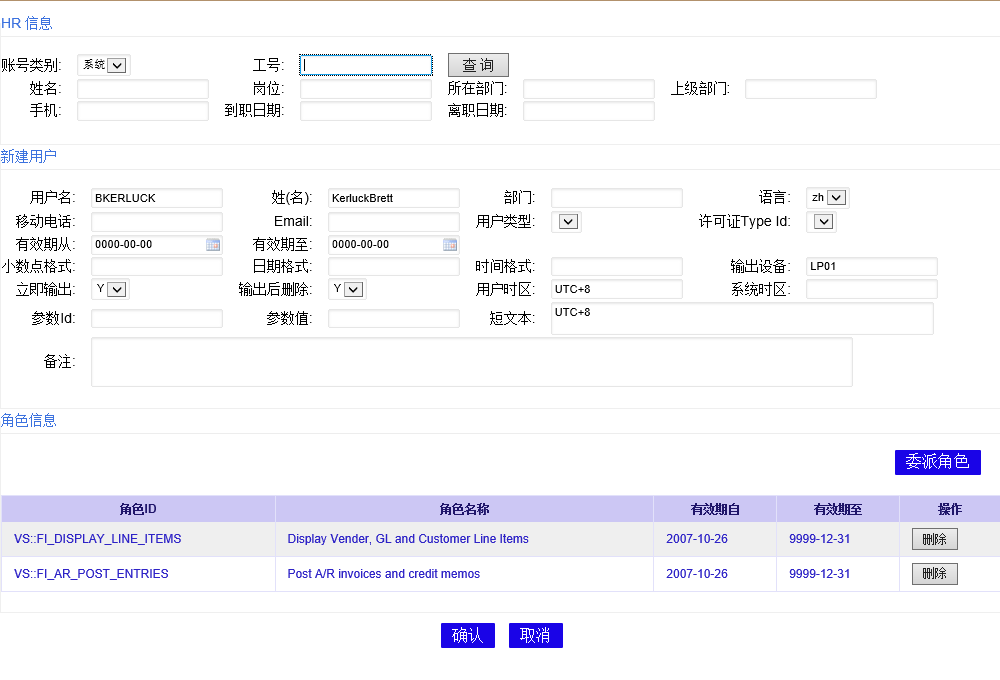 HR 信息
账号类别: 系统 工号: 查 询
姓名: 岗位: 所在部门: 上级部门:
手机: 到职日期: 离职日期:
新建用户
用户名: BKERLUCK 姓(名): KerluckBrett 部门: 语言: zh
移动电话: Email: 用户类型: 许可证Type Id:
有效期从: 0000-00-00 有效期至: 0000-00-00
小数点格式: 日期格式: 时间格式: 输出设备: LP01
立即输出: Y 输出后删除: Y 用户时区: UTC+8 系统时区:
参数Id: 参数值: 短文本: UTC+8
备注:
角色信息
委派角色
角色ID 角色名称 有效期自 有效期至 操作
VS::FI_DISPLAY_LINE_ITEMS Display Vender, GL and Customer Line Items 2007-10-26 9999-12-31 删除
VS::FI_AR_POST_ENTRIES Post A/R invoices and credit memos 2007-10-26 9999-12-31 删除
确认 取消